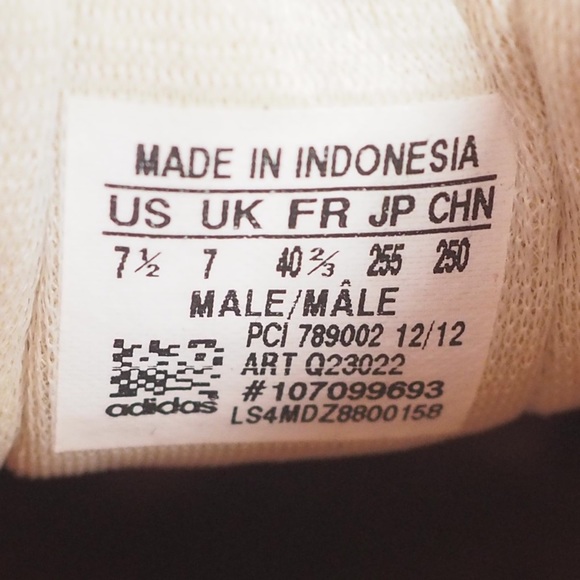 MADE IN INDONESIA
US UK FR JP CHN
7½ 7 40⅔ 255 250
MALE/MÂLE
PCI 789002 12/12
ART Q23022
#107099693
adidas LS4MDZ8800158